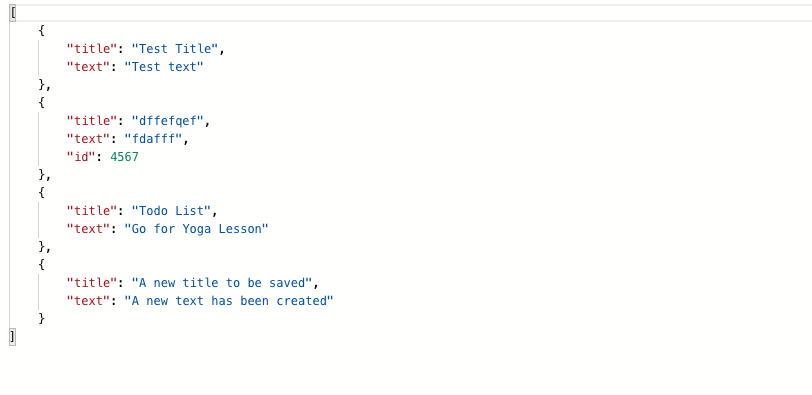 [
    {
        "title": "Test Title",
        "text": "Test text"
    },
    {
        "title": "dffefqef",
        "text": "fdafff",
        "id": 4567
    },
    {
        "title": "Todo List",
        "text": "Go for Yoga Lesson"
    },
    {
        "title": "A new title to be saved",
        "text": "A new text has been created"
    }
]